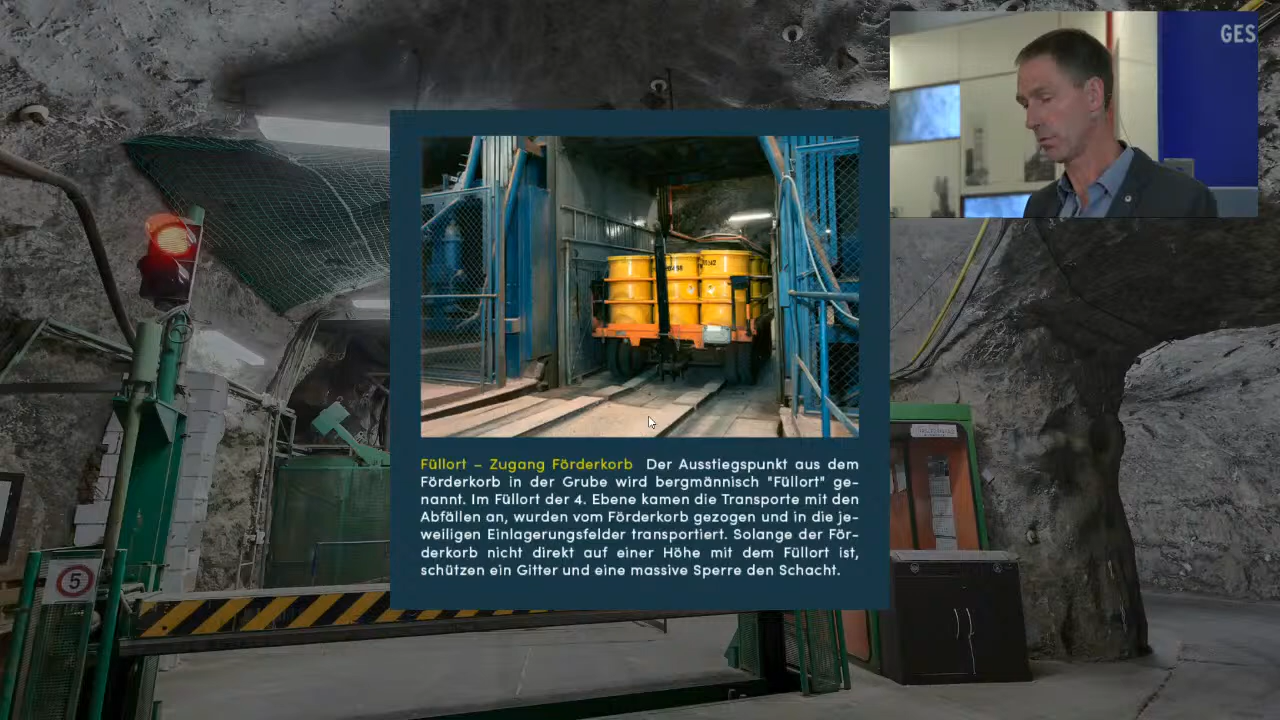 GES
Füllort – Zugang Förderkorb Der Ausstiegspunkt aus dem
Förderkorb in der Grube wird bergmännisch "Füllort" ge-
nannt. Im Füllort der 4. Ebene kamen die Transporte mit den
Abfällen an, wurden vom Förderkorb gezogen und in die je-
weiligen Einlagerungsfelder transportiert. Solange der För-
derkorb nicht direkt auf einer Höhe mit dem Füllort ist,
schützen ein Gitter und eine massive Sperre den Schacht.
5